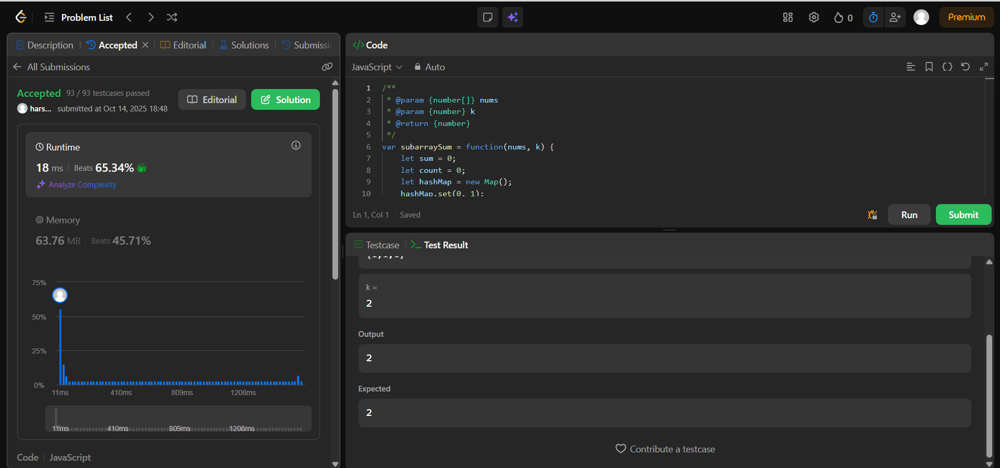 Problem List
0
Premium
Description
Accepted
Editorial
Solutions
All Submissions
Accepted 93 / 93 testcases passed
hars... submitted at Oct 14, 2025 18:48
Editorial
Solution
Runtime
18 ms Beats 65.34%
Analyze Complexity
Memory
63.76 MB Beats 45.71%
75%
50%
25%
0%
11ms 410ms 809ms 1208ms
11ms 410ms 809ms 1208ms
Code JavaScript
</> Code
JavaScript Auto
1 /**
2 * @param {number[]} nums
3 * @param {number} k
4 * @return {number}
5 */
6 var subarraySum = function(nums, k) {
7 let sum = 0;
8 let count = 0;
9 let hashMap = new Map();
10 hashMap.set(0, 1);
Ln 1, Col 1 Saved
Run
Submit
Testcase
Test Result
[1,1,1]
k =
2
Output
2
Expected
2
Contribute a testcase